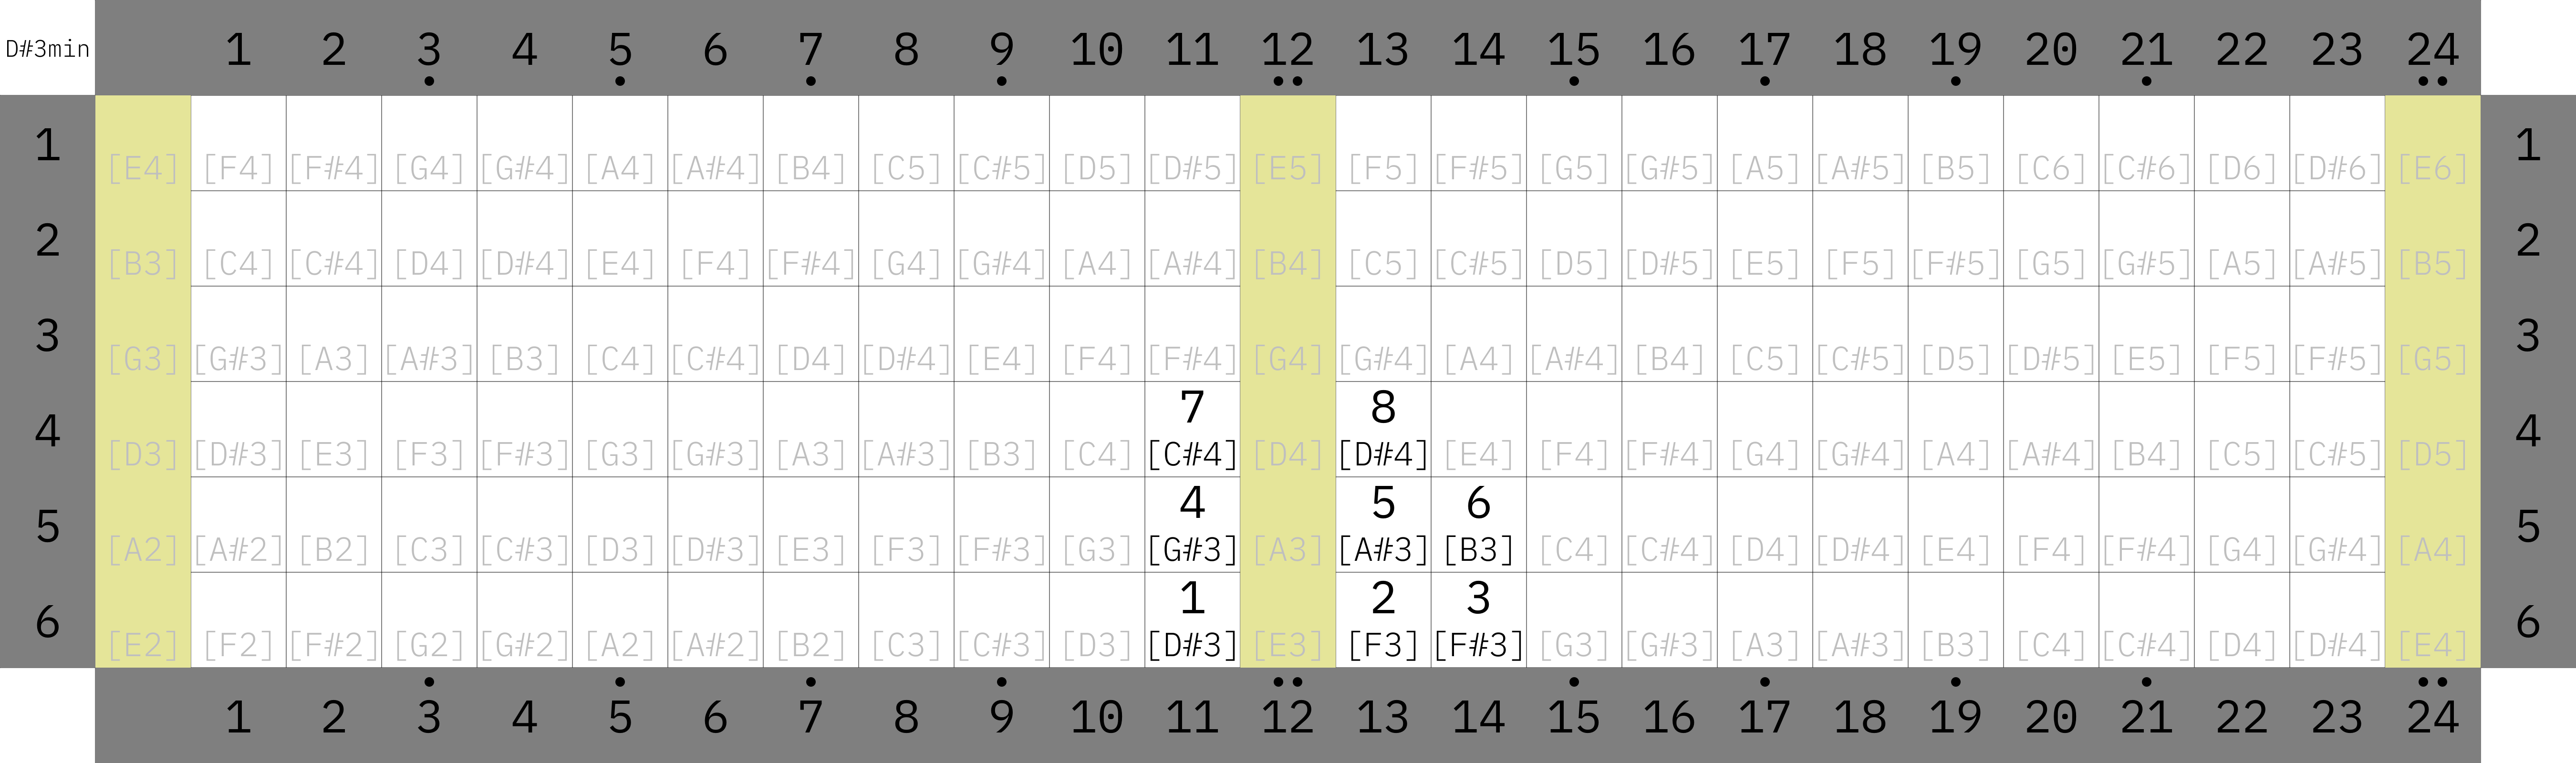 D#3min 1 2 3 4 5 6 7 8 9 10 11 12 13 14 15 16 17 18 19 20 21 22 23 24
1 [E4] [F4] [F#4] [G4] [G#4] [A4] [A#4] [B4] [C5] [C#5] [D5] [D#5] [E5] [F5] [F#5] [G5] [G#5] [A5] [A#5] [B5] [C6] [C#6] [D6] [D#6] [E6] 1
2 [B3] [C4] [C#4] [D4] [D#4] [E4] [F4] [F#4] [G4] [G#4] [A4] [A#4] [B4] [C5] [C#5] [D5] [D#5] [E5] [F5] [F#5] [G5] [G#5] [A5] [A#5] [B5] 2
3 [G3] [G#3] [A3] [A#3] [B3] [C4] [C#4] [D4] [D#4] [E4] [F4] [F#4] [G4] [G#4] [A4] [A#4] [B4] [C5] [C#5] [D5] [D#5] [E5] [F5] [F#5] [G5] 3
7 8
4 [D3] [D#3] [E3] [F3] [F#3] [G3] [G#3] [A3] [A#3] [B3] [C4] [C#4] [D4] [D#4] [E4] [F4] [F#4] [G4] [G#4] [A4] [A#4] [B4] [C5] [C#5] [D5] 4
4 5 6
5 [A2] [A#2] [B2] [C3] [C#3] [D3] [D#3] [E3] [F3] [F#3] [G3] [G#3] [A3] [A#3] [B3] [C4] [C#4] [D4] [D#4] [E4] [F4] [F#4] [G4] [G#4] [A4] 5
1 2 3
6 [E2] [F2] [F#2] [G2] [G#2] [A2] [A#2] [B2] [C3] [C#3] [D3] [D#3] [E3] [F3] [F#3] [G3] [G#3] [A3] [A#3] [B3] [C4] [C#4] [D4] [D#4] [E4] 6
1 2 3 4 5 6 7 8 9 10 11 12 13 14 15 16 17 18 19 20 21 22 23 24